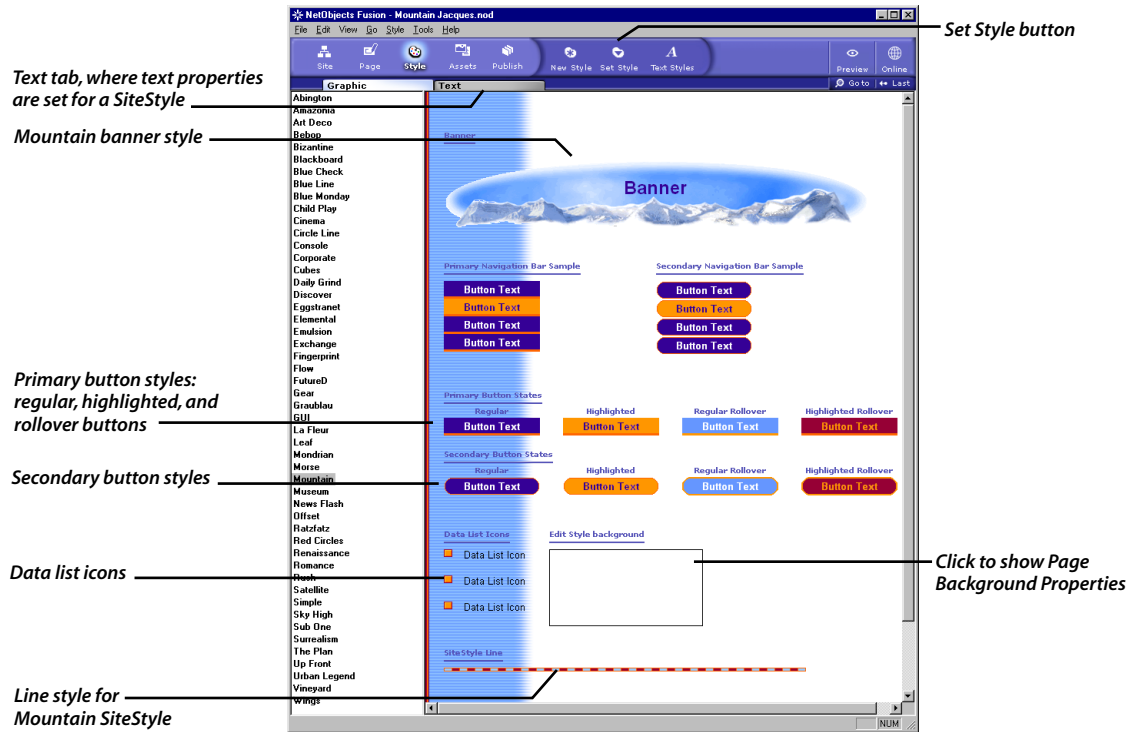 NetObjects Fusion - Mountain Jacques.nod
File Edit View Go Style Tools Help
Set Style button
Site Page Style Assets Publish New Style Set Style Text Styles Preview Online
Graphic Text Go to Last
Text tab, where text properties
are set for a SiteStyle
Mountain banner style
Primary button styles:
regular, highlighted, and
rollover buttons
Secondary button styles
Data list icons
Line style for
Mountain SiteStyle
Abington
Amazonia
Art Deco
Bebop
Bizantine
Blackboard
Blue Check
Blue Line
Blue Monday
Child Play
Cinema
Circle Line
Console
Corporate
Cubes
Daily Grind
Discover
Eggstranet
Elemental
Emulsion
Exchange
Fingerprint
Flow
FutureD
Gear
Graublau
GUI
La Fleur
Leaf
Mondrian
Morse
Mountain
Museum
News Flash
Offset
Ratzfatz
Red Circles
Renaissance
Romance
Rush
Satellite
Simple
Sky High
Sub One
Surrealism
The Plan
Up Front
Urban Legend
Vineyard
Wings
Banner
Banner
Primary Navigation Bar Sample
Button Text
Button Text
Button Text
Button Text
Secondary Navigation Bar Sample
Button Text
Button Text
Button Text
Button Text
Primary Button States
Regular Highlighted Regular Rollover Highlighted Rollover
Button Text Button Text Button Text Button Text
Secondary Button States
Regular Highlighted Regular Rollover Highlighted Rollover
Button Text Button Text Button Text Button Text
Data List Icons
Data List Icon
Data List Icon
Data List Icon
Edit Style background
Click to show Page
Background Properties
SiteStyle Line
NUM